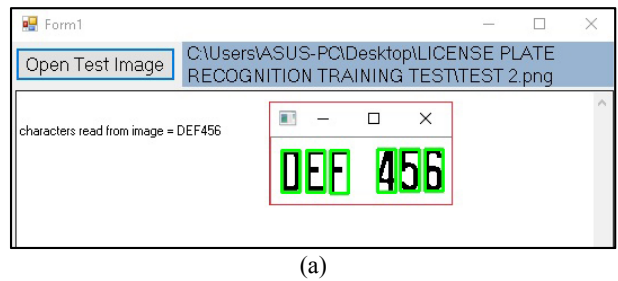 Form1
Open Test Image
C:\Users\ASUS-PC\Desktop\LICENSE PLATE
RECOGNITION TRAINING TEST\TEST 2.png
characters read from image = DEF456
DEF 456
(a)